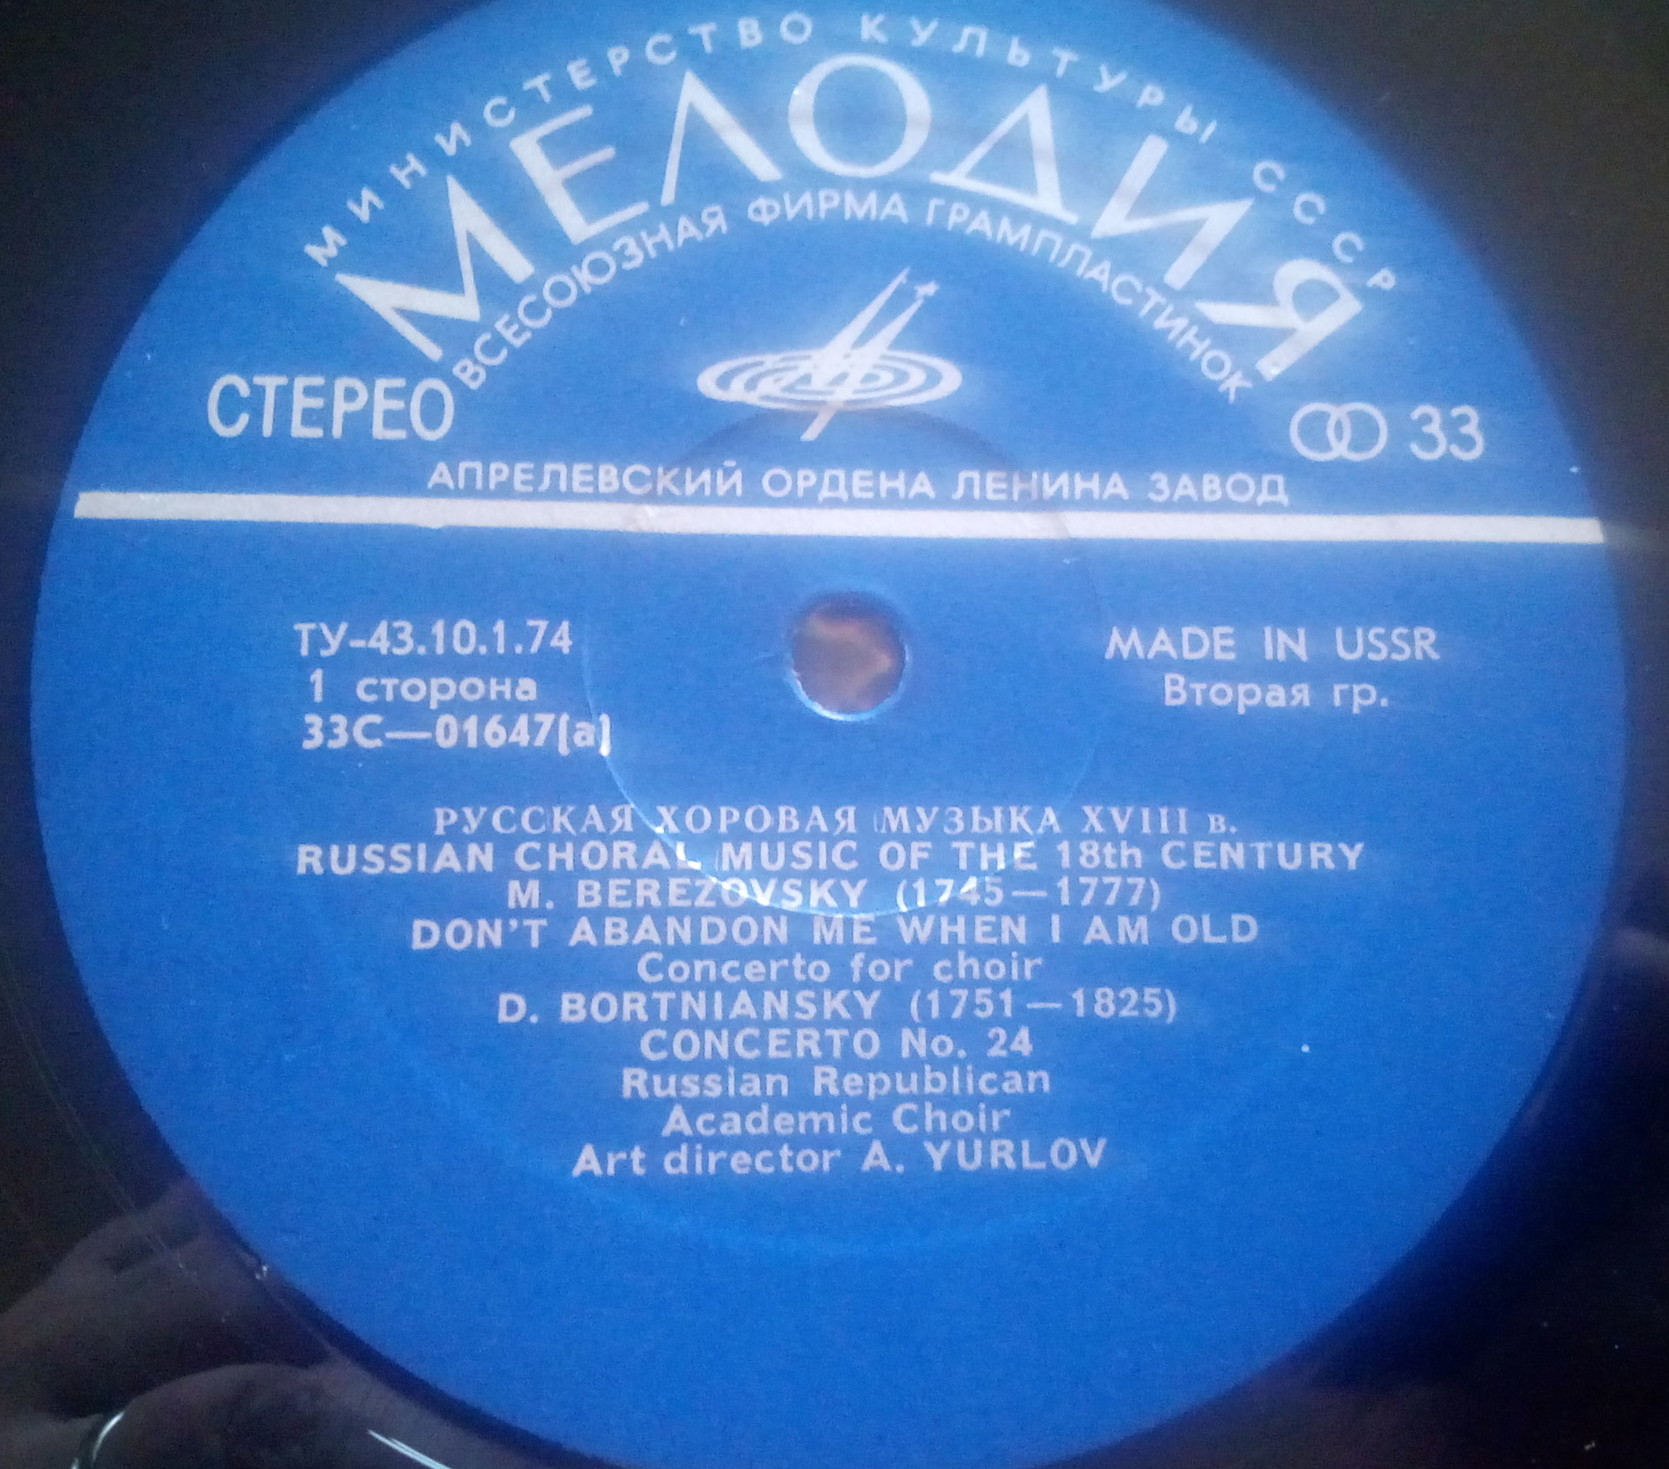 МИНИСТЕРСТВО КУЛЬТУРЫ СССР
МЕЛОДИЯ
ВСЕСОЮЗНАЯ ФИРМА ГРАМПЛАСТИНОК
СТЕРЕО
33
АПРЕЛЕВСКИЙ ОРДЕНА ЛЕНИНА ЗАВОД
ТУ-43.10.1.74
1 сторона
33С—01647(a)
MADE IN USSR
Вторая гр.
РУССКАЯ ХОРОВАЯ МУЗЫКА XVIII в.
RUSSIAN CHORAL MUSIC OF THE 18th CENTURY
M. BEREZOVSKY (1745—1777)
DON'T ABANDON ME WHEN I AM OLD
Concerto for choir
D. BORTNIANSKY (1751—1825)
CONCERTO No. 24
Russian Republican
Academic Choir
Art director A. YURLOV